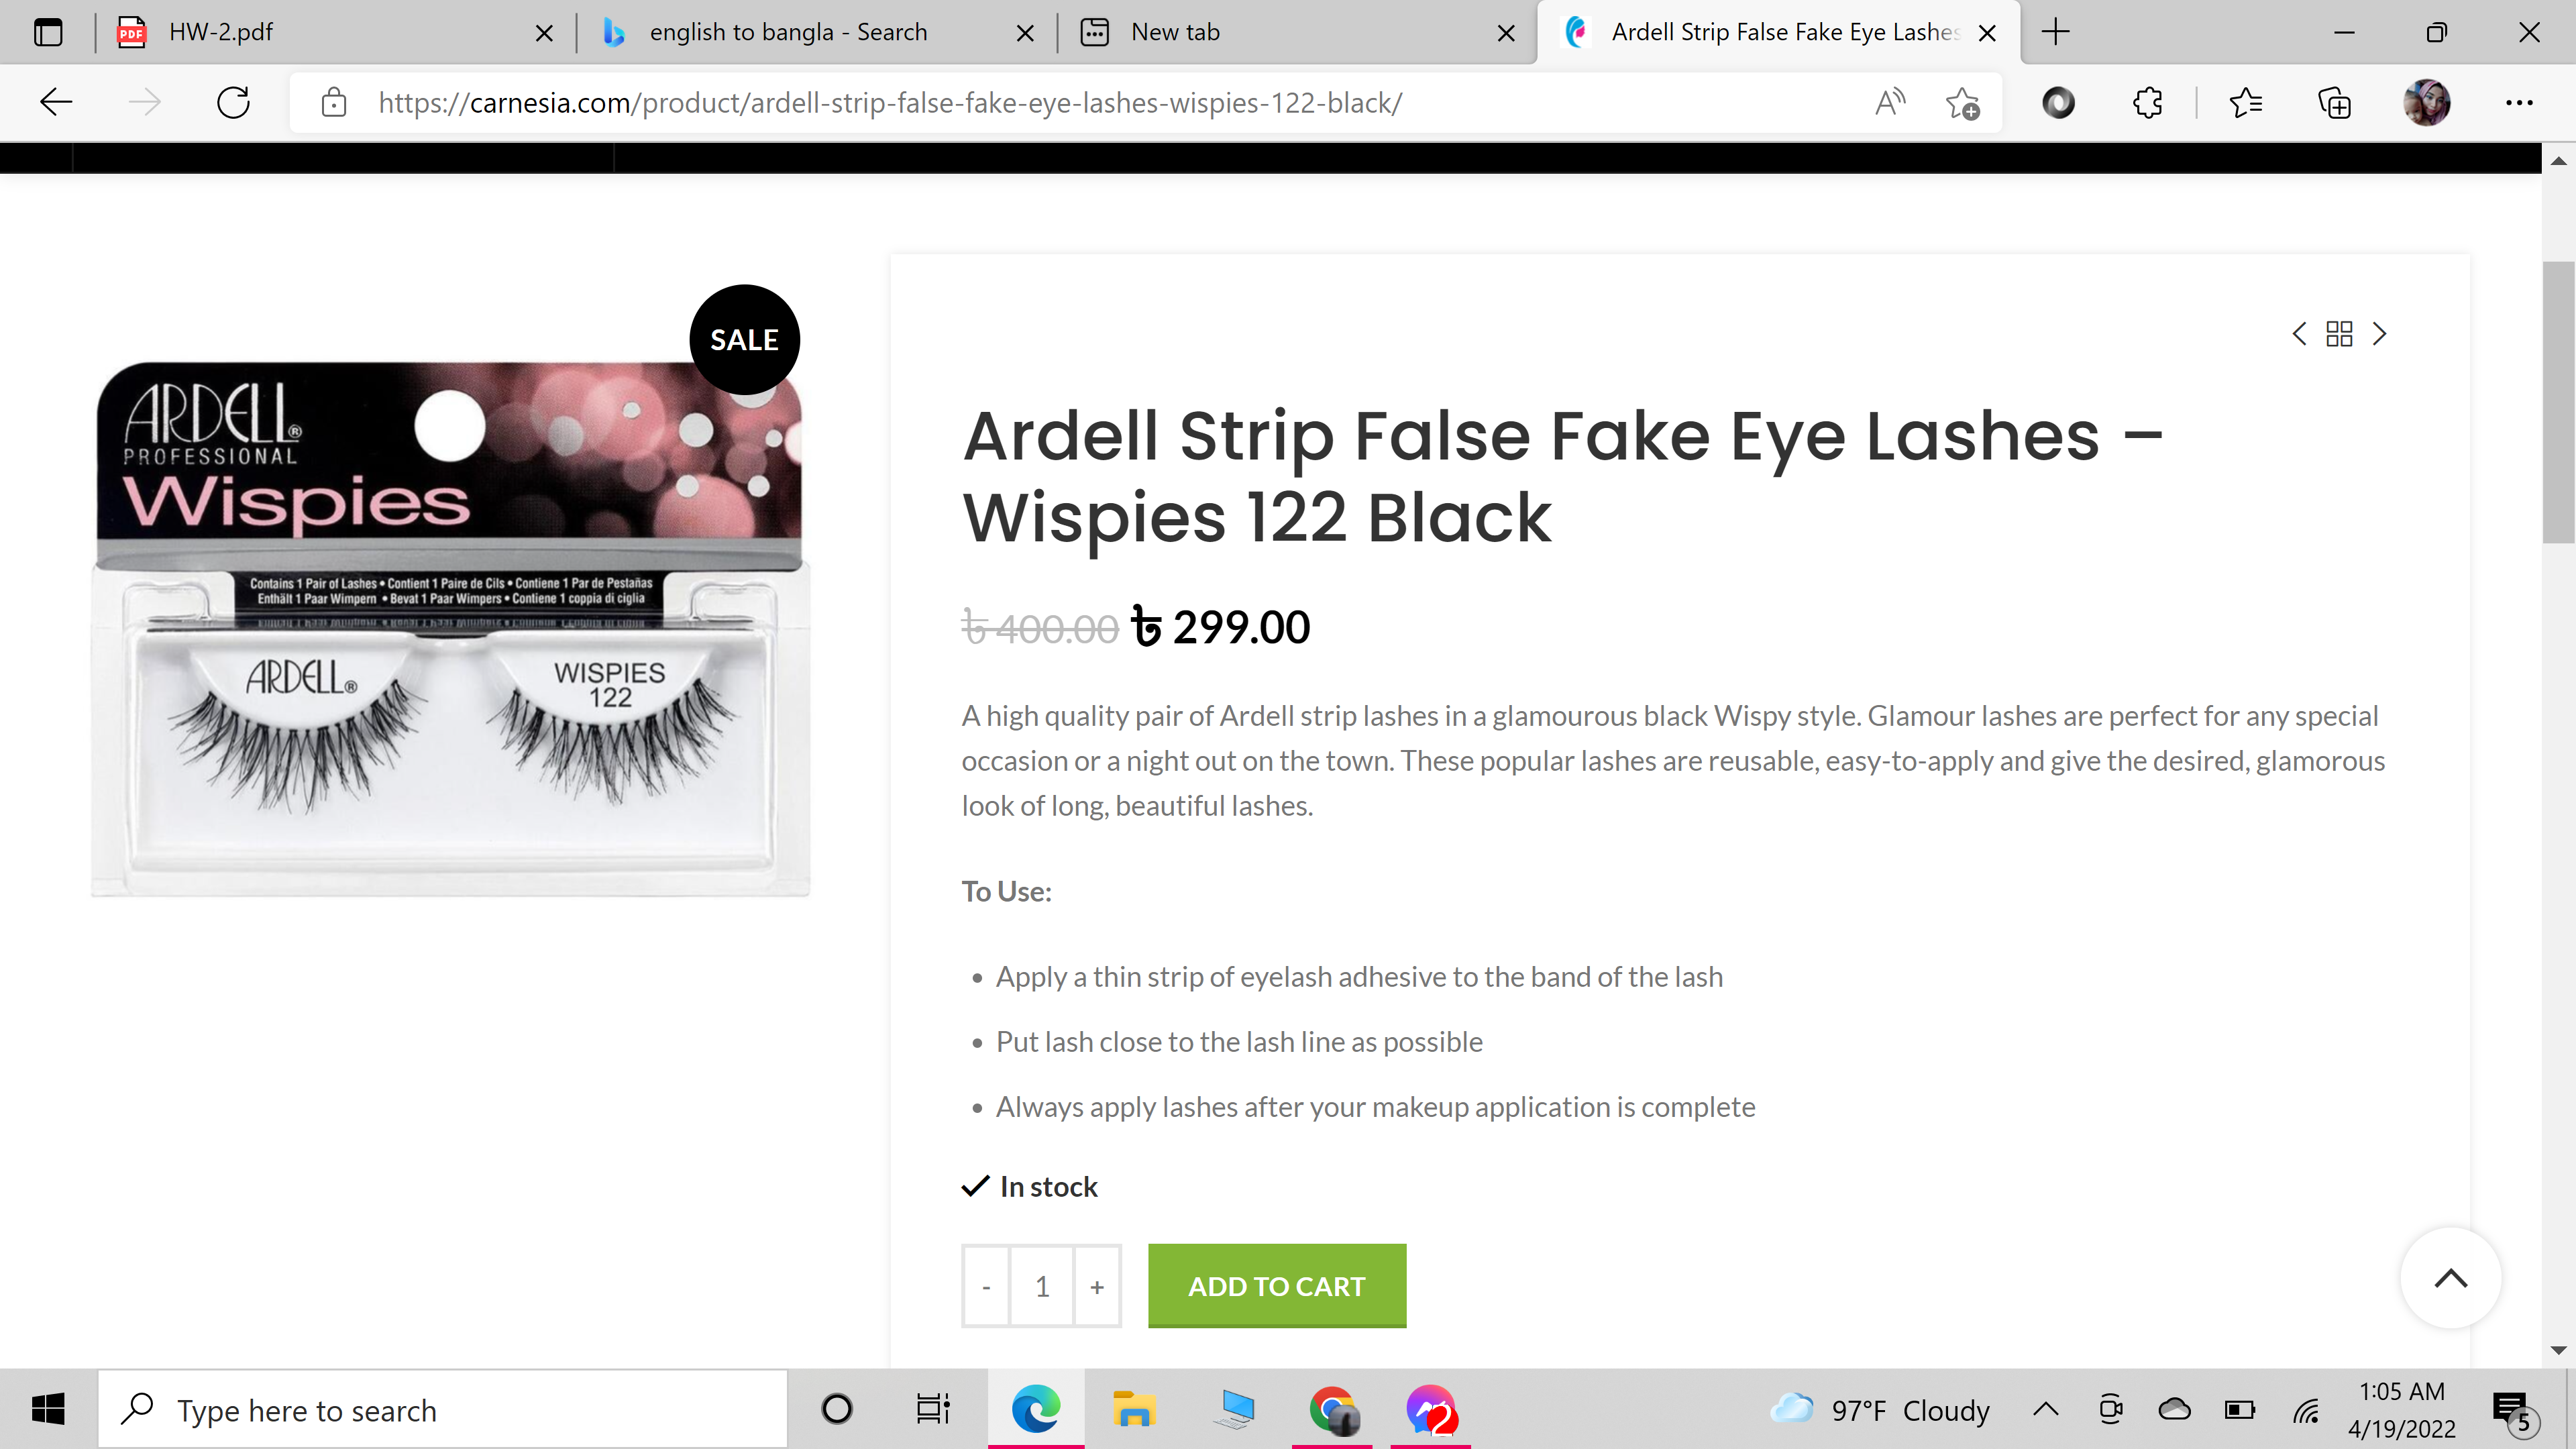 HW-2.pdf
english to bangla - Search
New tab
Ardell Strip False Fake Eye Lashes
https://carnesia.com/product/ardell-strip-false-fake-eye-lashes-wispies-122-black/
SALE
ARDELL®
PROFESSIONAL
Wispies
Contains 1 Pair of Lashes • Contient 1 Paire de Cils • Contiene 1 Par de Pestañas
Enthält 1 Paar Wimpern • Bevat 1 Paar Wimpers • Contiene 1 coppia di ciglia
ARDELL®
WISPIES
122
Ardell Strip False Fake Eye Lashes –
Wispies 122 Black
৳ 400.00 ৳ 299.00
A high quality pair of Ardell strip lashes in a glamourous black Wispy style. Glamour lashes are perfect for any special
occasion or a night out on the town. These popular lashes are reusable, easy-to-apply and give the desired, glamorous
look of long, beautiful lashes.
To Use:
• Apply a thin strip of eyelash adhesive to the band of the lash
• Put lash close to the lash line as possible
• Always apply lashes after your makeup application is complete
In stock
- 1 +
ADD TO CART
Type here to search
2
97°F Cloudy
1:05 AM
4/19/2022
5